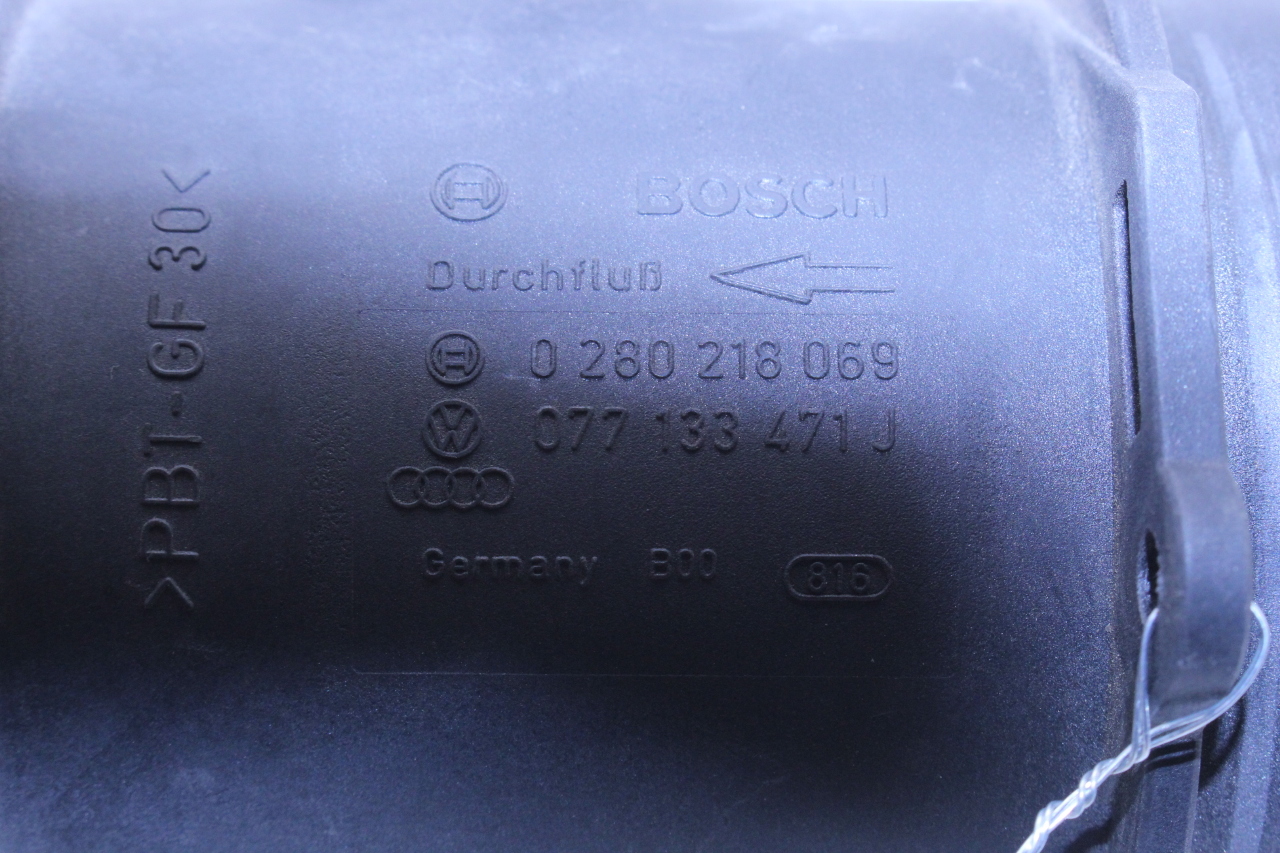 BOSCH
Durchfluß
0 280 218 069
077 133 471 J
Germany B00 816
>PBT-GF 30<